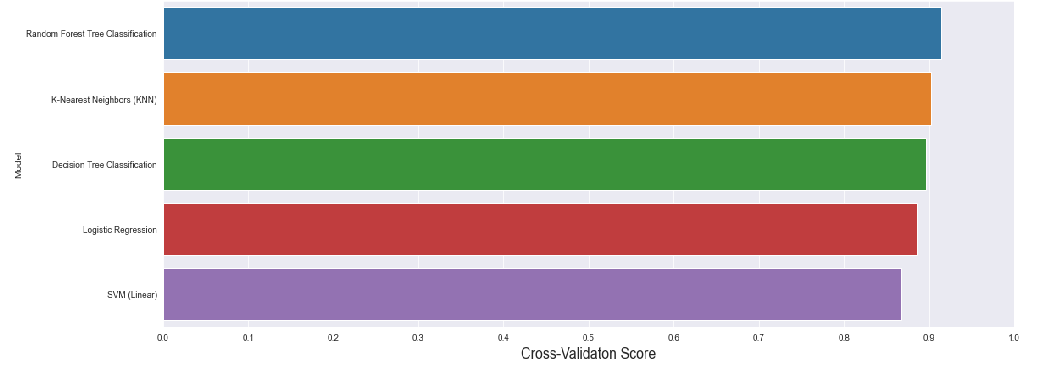 Random Forest Tree Classification
K-Nearest Neighbors (KNN)
Decision Tree Classification
Logistic Regression
SVM (Linear)
Model
0.0 0.1 0.2 0.3 0.4 0.5 0.6 0.7 0.8 0.9 1.0
Cross-Validaton Score